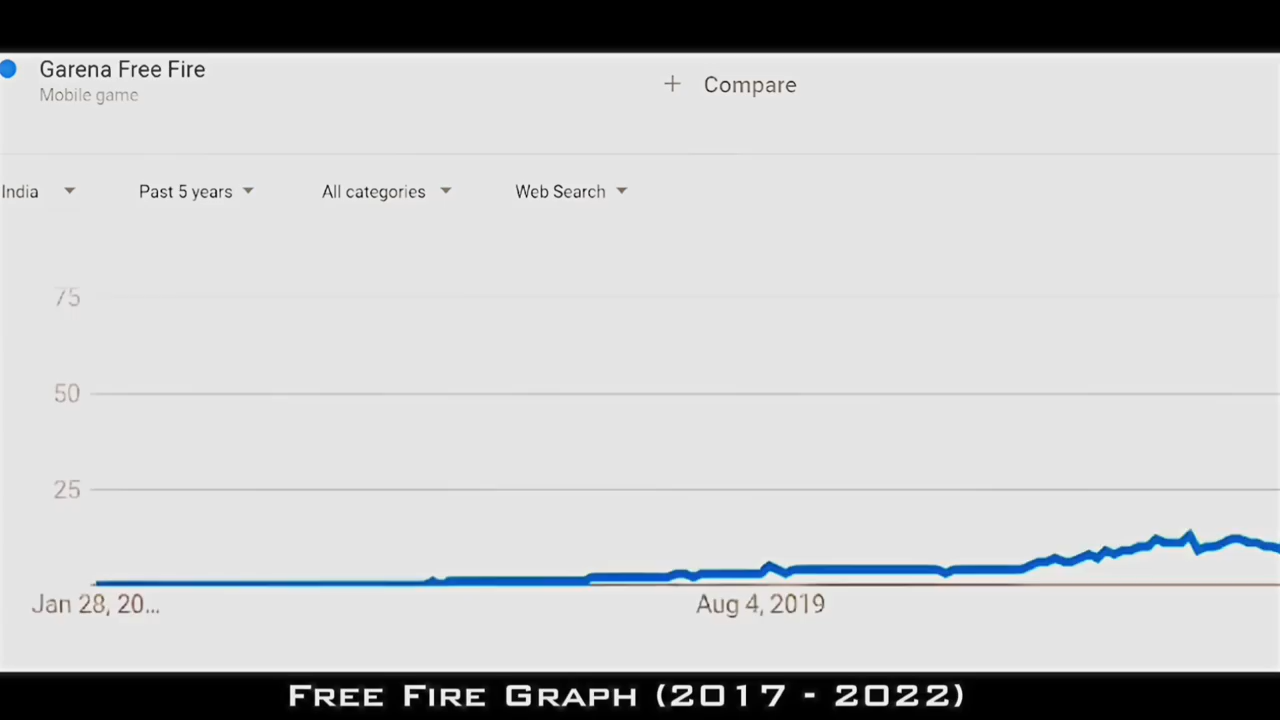 Garena Free Fire
Mobile game
+ Compare
India
Past 5 years
All categories
Web Search
75
50
25
Jan 28, 20...
Aug 4, 2019
FREE FIRE GRAPH (2017 - 2022)